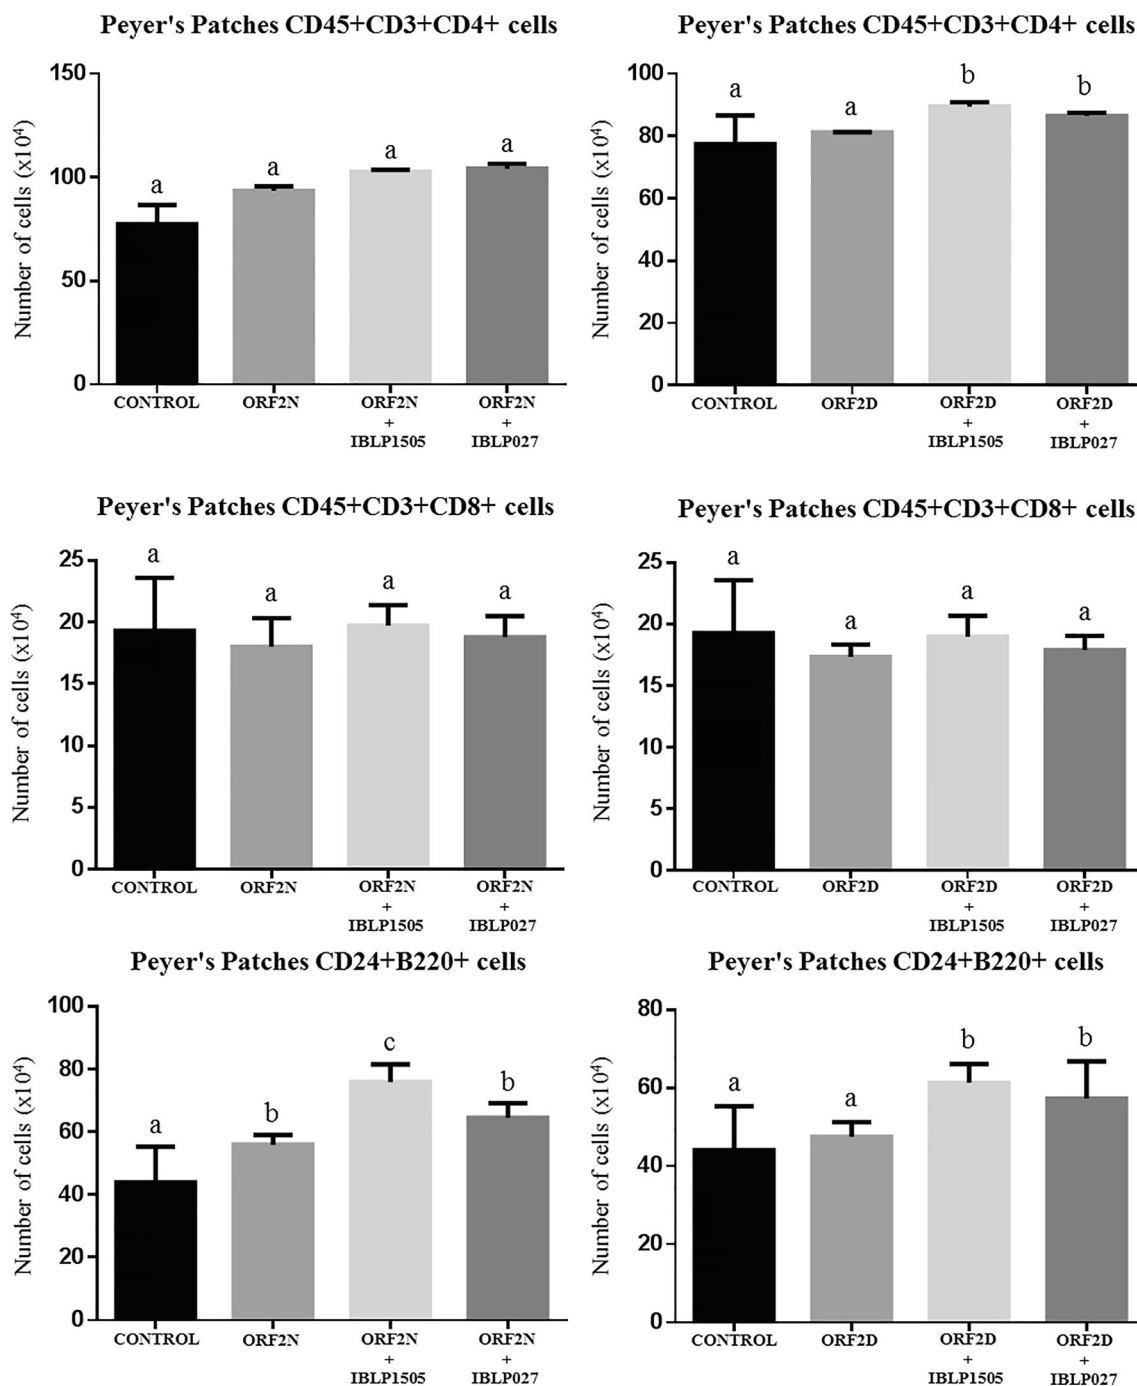 Peyer's Patches CD45+CD3+CD4+ cells
Number of cells (x10⁴)
150
100
50
0
a
a
a
a
CONTROL
ORF2N
ORF2N
+
IBLP1505
ORF2N
+
IBLP027
Peyer's Patches CD45+CD3+CD4+ cells
Number of cells (x10⁴)
100
80
60
40
20
0
a
a
b
b
CONTROL
ORF2D
ORF2D
+
IBLP1505
ORF2D
+
IBLP027
Peyer's Patches CD45+CD3+CD8+ cells
Number of cells (x10⁴)
25
20
15
10
5
0
a
a
a
a
CONTROL
ORF2N
ORF2N
+
IBLP1505
ORF2N
+
IBLP027
Peyer's Patches CD45+CD3+CD8+ cells
Number of cells (x10⁴)
25
20
15
10
5
0
a
a
a
a
CONTROL
ORF2D
ORF2D
+
IBLP1505
ORF2D
+
IBLP027
Peyer's Patches CD24+B220+ cells
Number of cells (x10⁴)
100
80
60
40
20
0
a
b
c
b
CONTROL
ORF2N
ORF2N
+
IBLP1505
ORF2N
+
IBLP027
Peyer's Patches CD24+B220+ cells
Number of cells (x10⁴)
80
60
40
20
0
a
a
b
b
CONTROL
ORF2D
ORF2D
+
IBLP1505
ORF2D
+
IBLP027